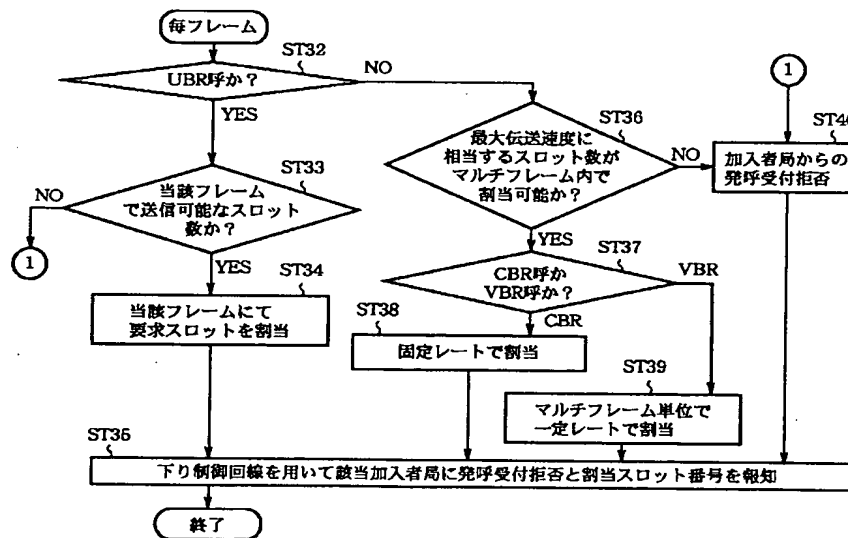 毎フレーム
ST32
UBR呼か？
NO
YES
ST33
当該フレーム
で送信可能なスロット
数か？
NO
1
YES
ST34
当該フレームにて
要求スロットを割当
ST36
最大伝送速度に
相当するスロット数が
マルチフレーム内で
割当可能か？
NO
YES
1
ST40
加入者局からの
発呼受付拒否
ST37
CBR呼か
VBR呼か？
VBR
CBR
ST38
固定レートで割当
ST39
マルチフレーム単位で
一定レートで割当
ST35
下り制御回線を用いて該当加入者局に発呼受付拒否と割当スロット番号を報知
終了